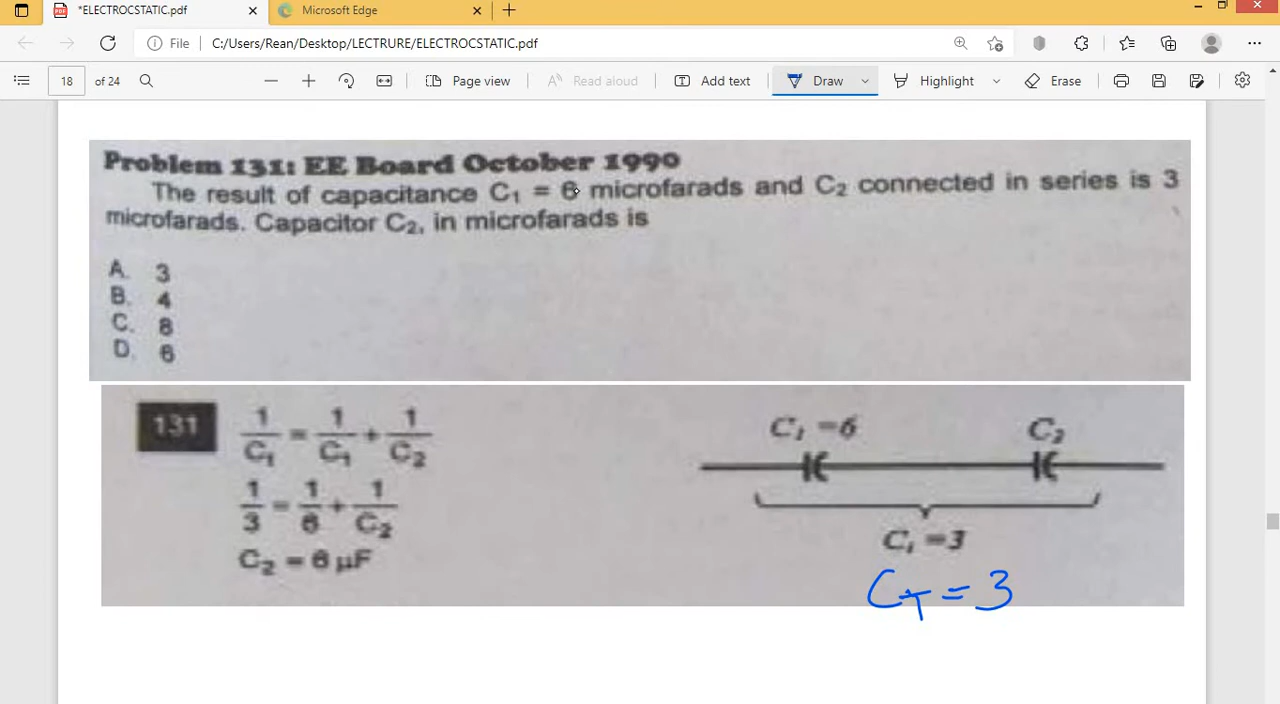 *ELECTROCSTATIC.pdf
Microsoft Edge
File
C:/Users/Rean/Desktop/LECTRURE/ELECTROCSTATIC.pdf
18 of 24
Page view
Read aloud
Add text
Draw
Highlight
Erase
Problem 131: EE Board October 1990
The result of capacitance C₁ = 6 microfarads and C₂ connected in series is 3
microfarads. Capacitor C₂, in microfarads is
A. 3
B. 4
C. 8
D. 6
131
1/C₁ = 1/C₁ + 1/C₂
1/3 = 1/6 + 1/C₂
C₂ = 6 µF
C₁ = 6
C₂
Cₜ = 3
C_T = 3